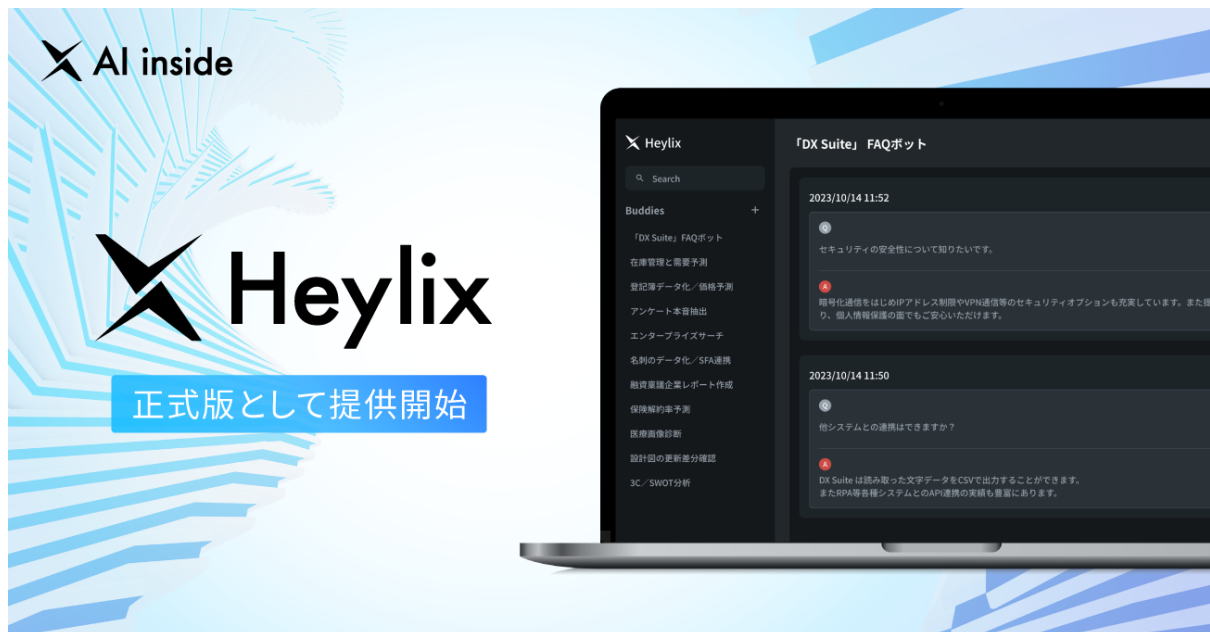 AI inside
Heylix
正式版として提供開始
Heylix
Search
Buddies +
「DX Suite」FAQボット
在庫管理と需要予測
登記簿データ化／価格予測
アンケート本音抽出
エンタープライズサーチ
名刺のデータ化／SFA連携
融資稟議企業レポート作成
保険解約率予測
医療画像診断
設計図の更新差分確認
3C／SWOT分析
「DX Suite」 FAQボット
2023/10/14 11:52
Q
セキュリティの安全性について知りたいです。
A
暗号化通信をはじめIPアドレス制限やVPN通信等のセキュリティオプションも充実しています。また
り、個人情報保護の面でもご安心いただけます。
2023/10/14 11:50
Q
他システムとの連携はできますか？
A
DX Suite は読み取った文字データをCSVで出力することができます。
またRPA等各種システムとのAPI連携の実績も豊富にあります。